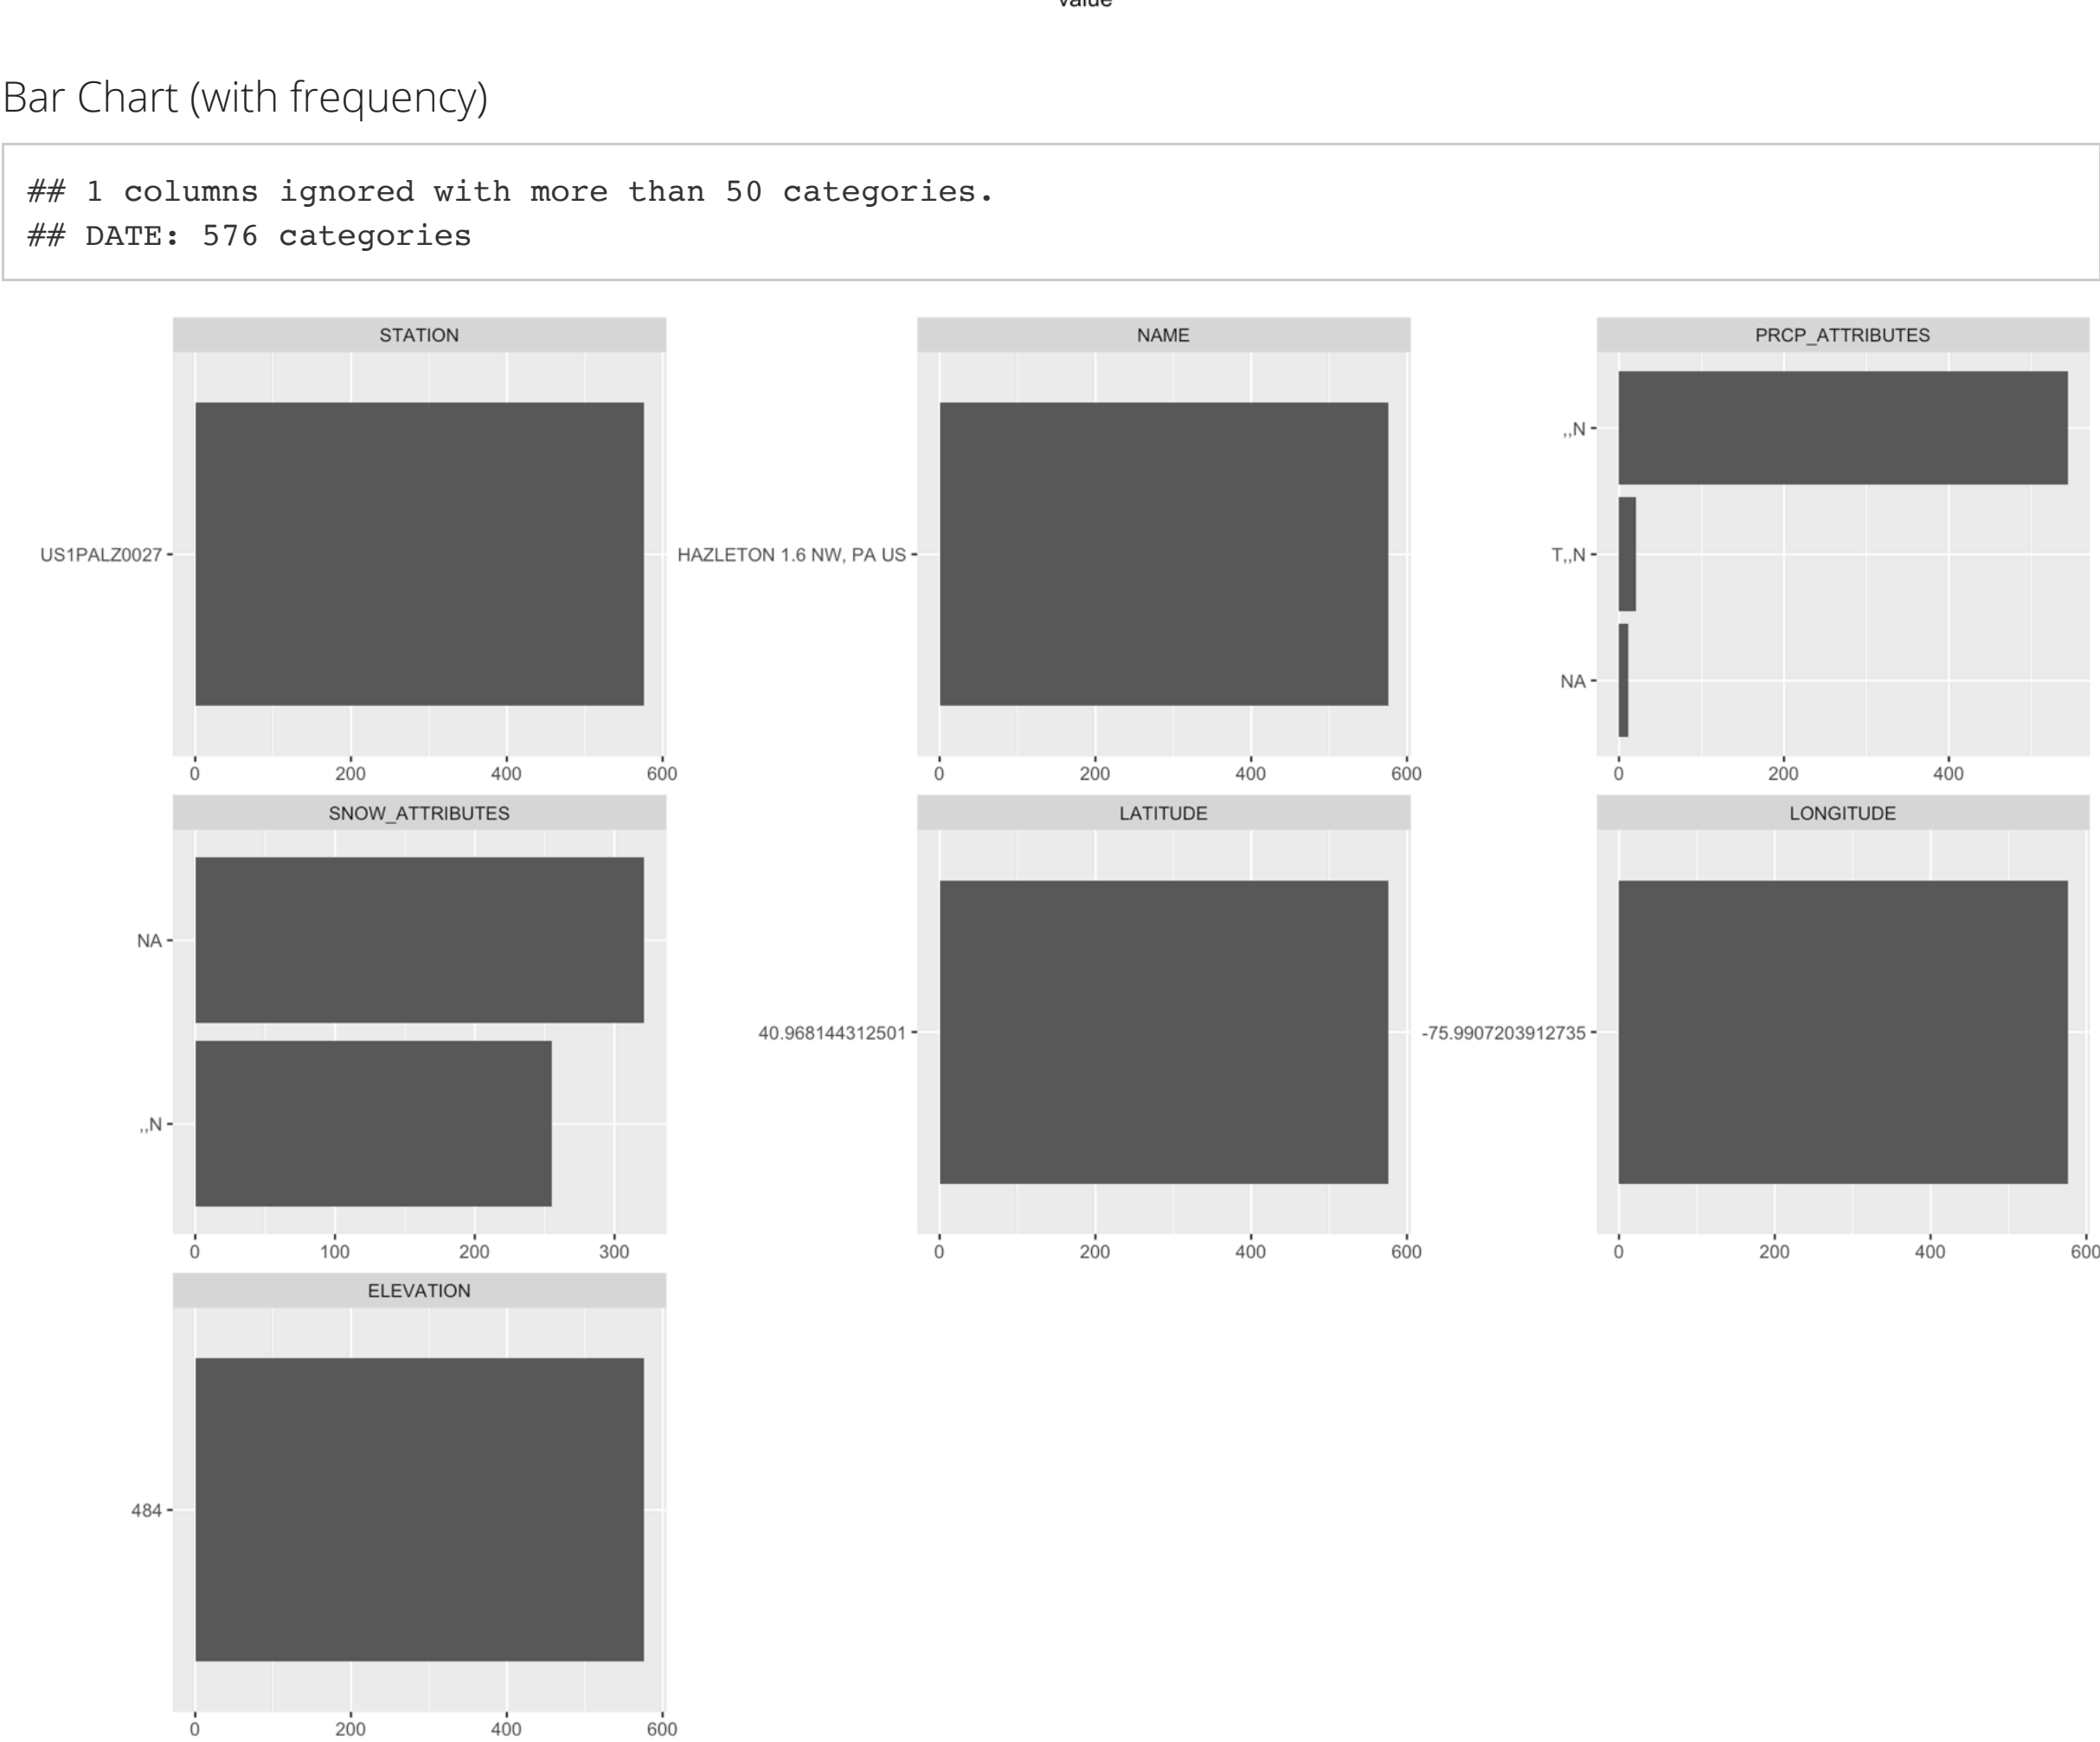 value
Bar Chart (with frequency)
## 1 columns ignored with more than 50 categories.
## DATE: 576 categories
STATION
US1PALZ0027
0 200 400 600
NAME
HAZLETON 1.6 NW, PA US
0 200 400 600
PRCP_ATTRIBUTES
,,N
T,,N
NA
0 200 400
SNOW_ATTRIBUTES
NA
,,N
0 100 200 300
LATITUDE
40.968144312501
0 200 400 600
LONGITUDE
-75.9907203912735
0 200 400 600
ELEVATION
484
0 200 400 600